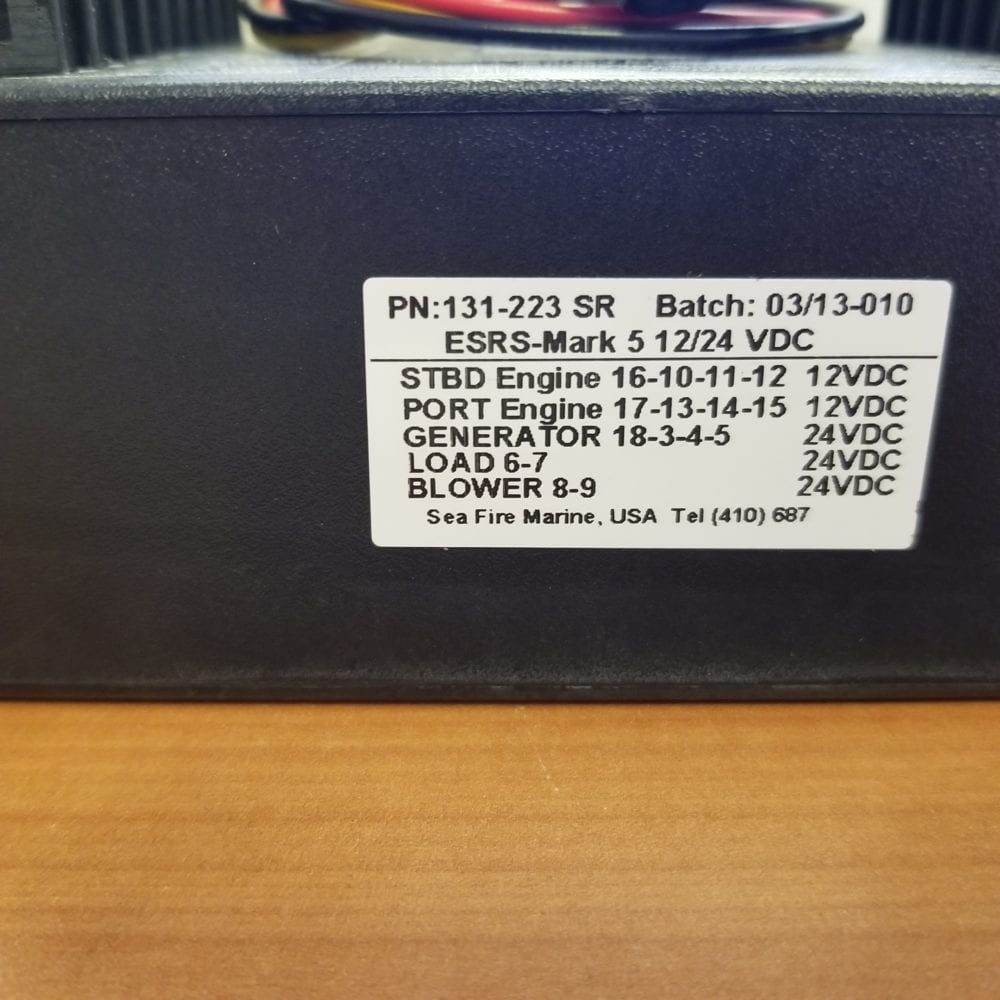 PN:131-223 SR Batch: 03/13-010
ESRS-Mark 5 12/24 VDC
STBD Engine 16-10-11-12 12VDC
PORT Engine 17-13-14-15 12VDC
GENERATOR 18-3-4-5 24VDC
LOAD 6-7 24VDC
BLOWER 8-9 24VDC
Sea Fire Marine, USA Tel (410) 687